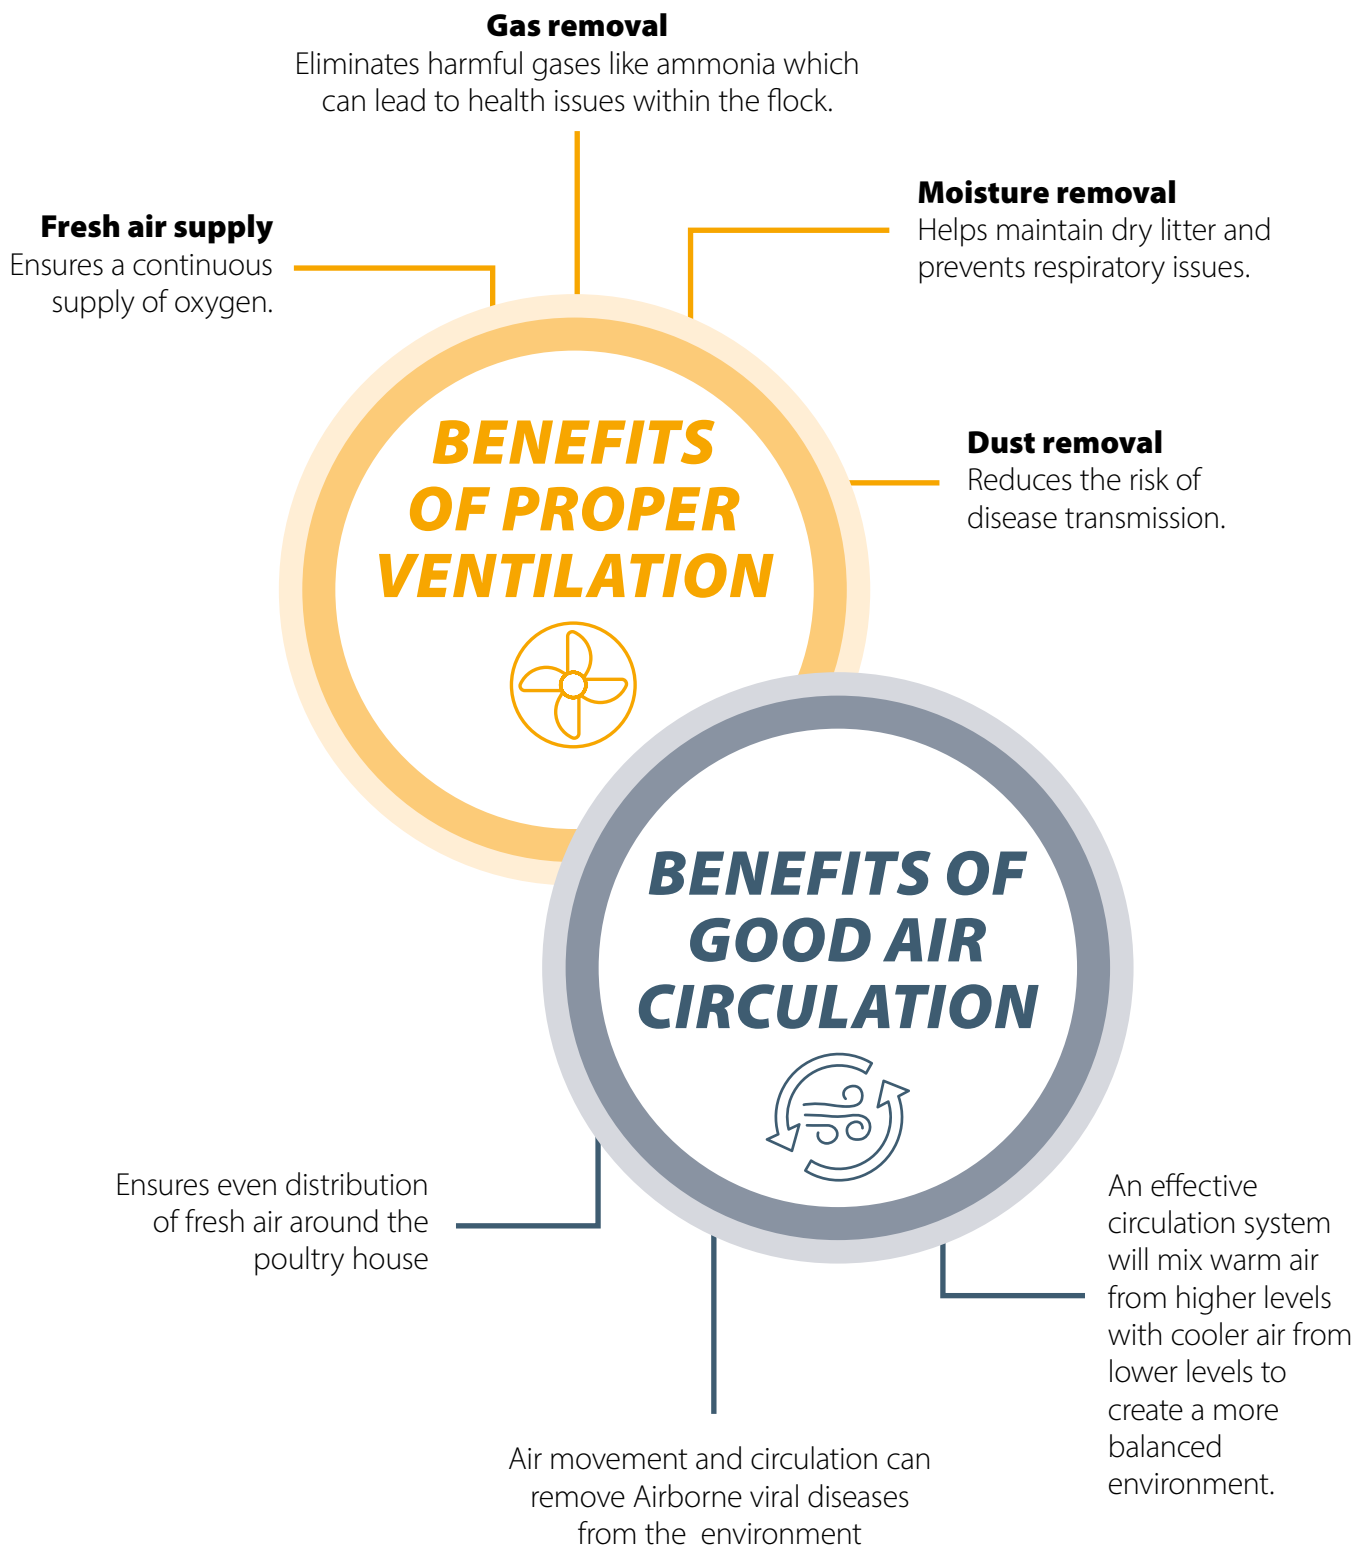 Gas removal
Eliminates harmful gases like ammonia which
can lead to health issues within the flock.
Fresh air supply
Ensures a continuous
supply of oxygen.
Moisture removal
Helps maintain dry litter and
prevents respiratory issues.
Dust removal
Reduces the risk of
disease transmission.
BENEFITS
OF PROPER
VENTILATION
BENEFITS OF
GOOD AIR
CIRCULATION
Ensures even distribution
of fresh air around the
poultry house
Air movement and circulation can
remove Airborne viral diseases
from the environment
An effective
circulation system
will mix warm air
from higher levels
with cooler air from
lower levels to
create a more
balanced
environment.